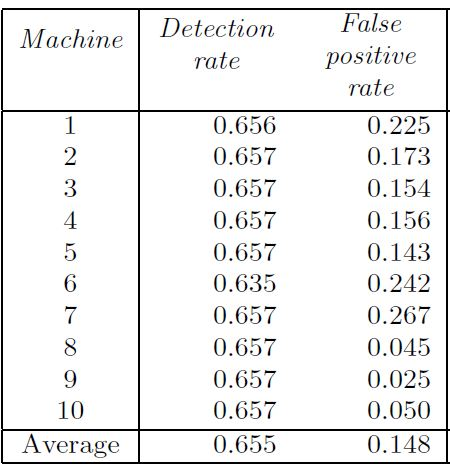 Machine Detection rate False positive rate
1 0.656 0.225
2 0.657 0.173
3 0.657 0.154
4 0.657 0.156
5 0.657 0.143
6 0.635 0.242
7 0.657 0.267
8 0.657 0.045
9 0.657 0.025
10 0.657 0.050
Average 0.655 0.148